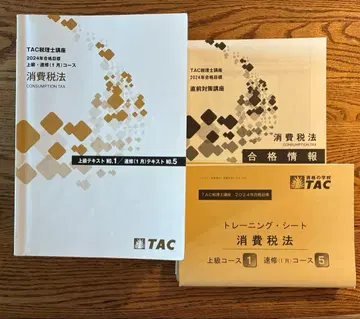 TAC税理士講座
2024年合格目標
上級・速修(1月)コース
消費税法
CONSUMPTION TAX
上級テキスト NO.1/速修(1月)テキスト NO.5
TAC
TAC税理士講座
2024年合格目標
直前対策講座
消費税法
CONSUMPTION TAX
合格情報
資格の学校
TAC
TAC税理士講座 2024年合格目標
トレーニング・シート
消費税法
上級コース 1 速修(1月)コース 5